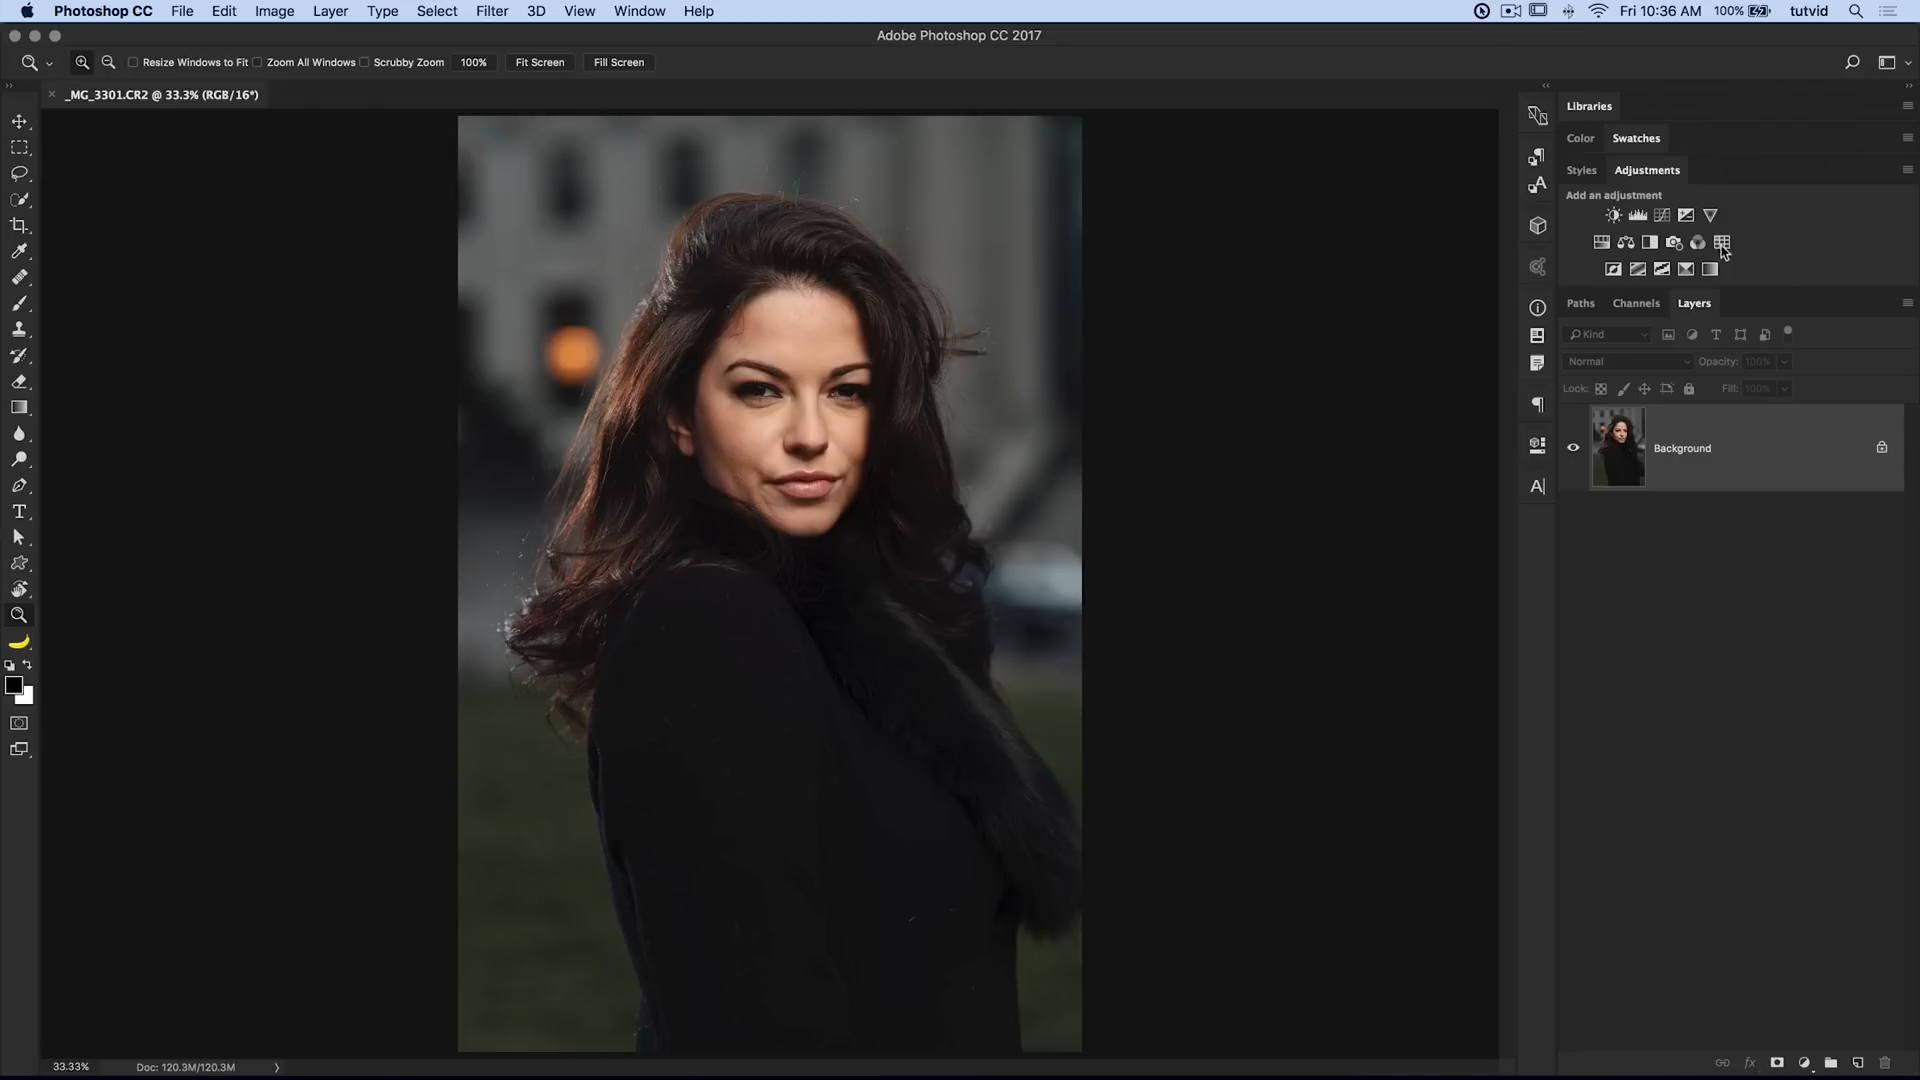 Photoshop CC File Edit Image Layer Type Select Filter 3D View Window Help Fri 10:36 AM 100% tutvid
Adobe Photoshop CC 2017
Resize Windows to Fit Zoom All Windows Scrubby Zoom 100% Fit Screen Fill Screen
_MG_3301.CR2 @ 33.3% (RGB/16*)
Libraries
Color Swatches
Styles Adjustments
Add an adjustment
Paths Channels Layers
Kind
Normal Opacity: 100%
Lock: Fill: 100%
Background
33.33% Doc: 120.3M/120.3M